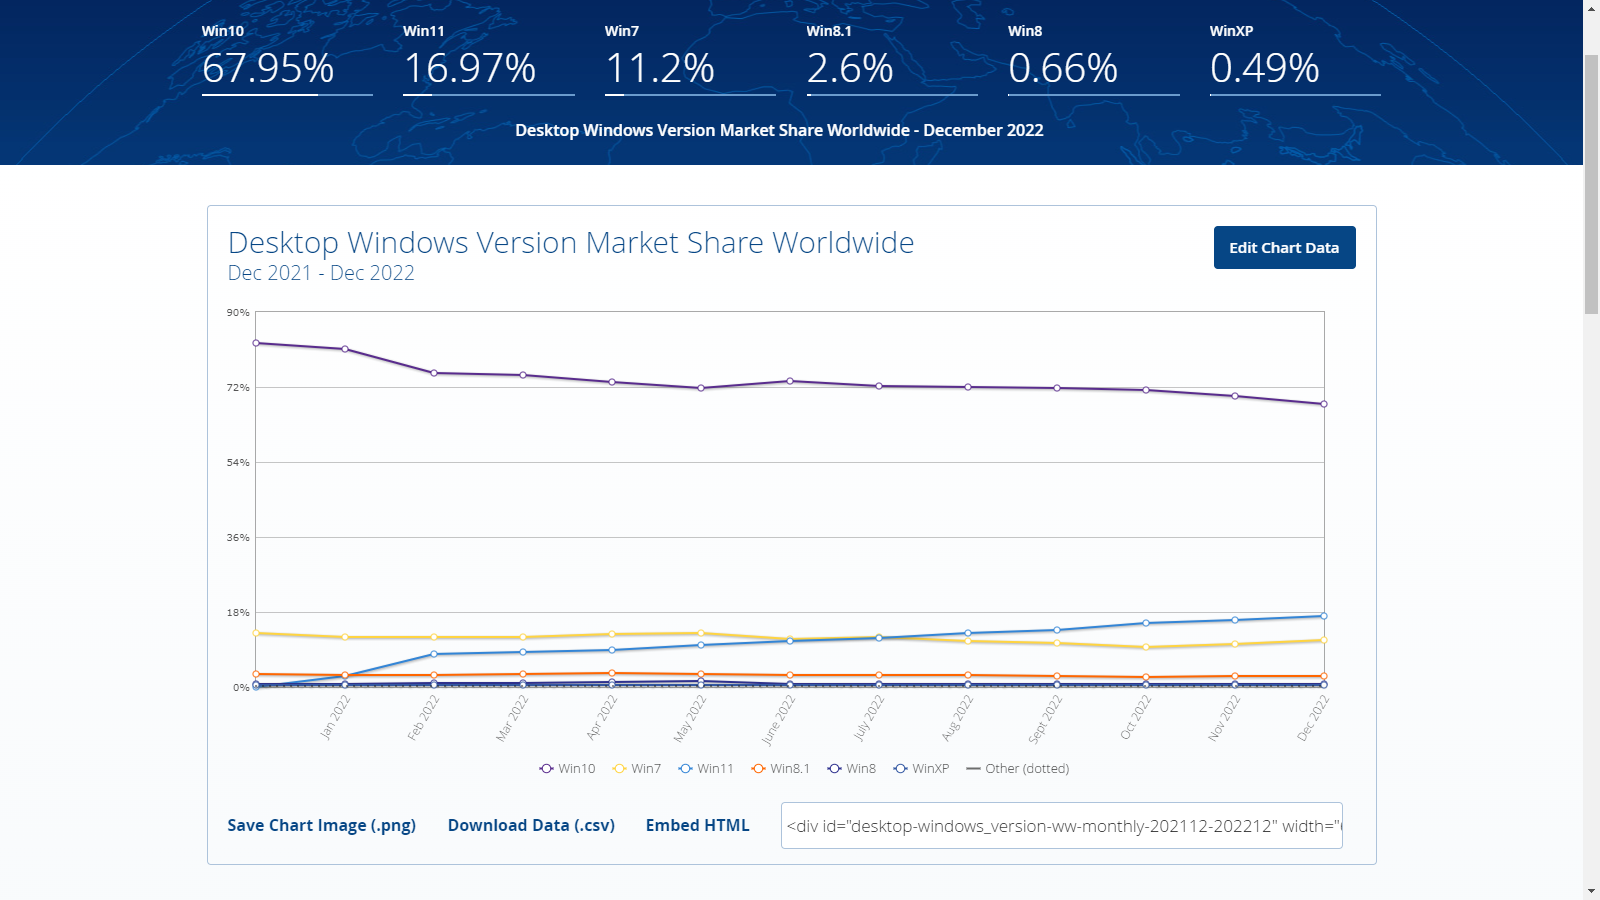 Win10 Win11 Win7 Win8.1 Win8 WinXP
67.95% 16.97% 11.2% 2.6% 0.66% 0.49%
Desktop Windows Version Market Share Worldwide - December 2022
Desktop Windows Version Market Share Worldwide
Edit Chart Data
Dec 2021 - Dec 2022
90%
72%
54%
36%
18%
0%
Jan 2022 Feb 2022 Mar 2022 Apr 2022 May 2022 June 2022 July 2022 Aug 2022 Sept 2022 Oct 2022 Nov 2022 Dec 2022
Win10 Win7 Win11 Win8.1 Win8 WinXP Other (dotted)
Save Chart Image (.png) Download Data (.csv) Embed HTML <div id="desktop-windows_version-ww-monthly-202112-202212" width="